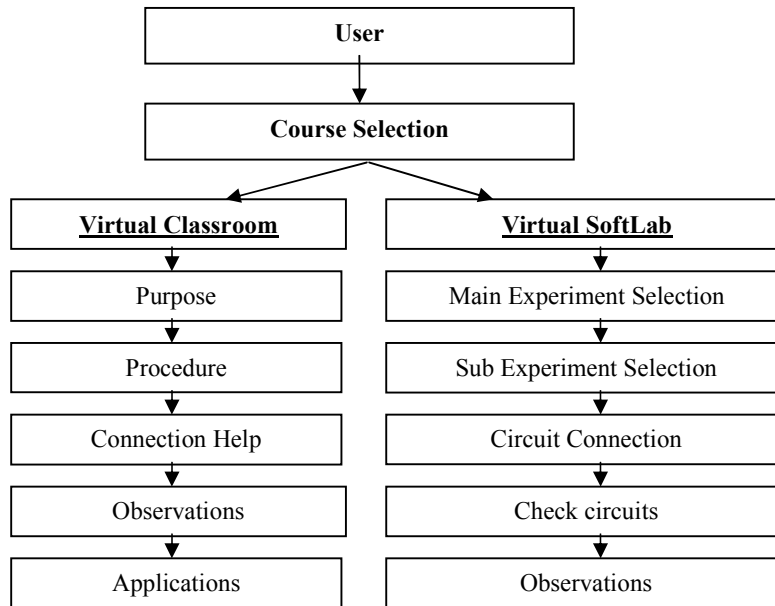 User
Course Selection
Virtual Classroom
Purpose
Procedure
Connection Help
Observations
Applications
Virtual SoftLab
Main Experiment Selection
Sub Experiment Selection
Circuit Connection
Check circuits
Observations